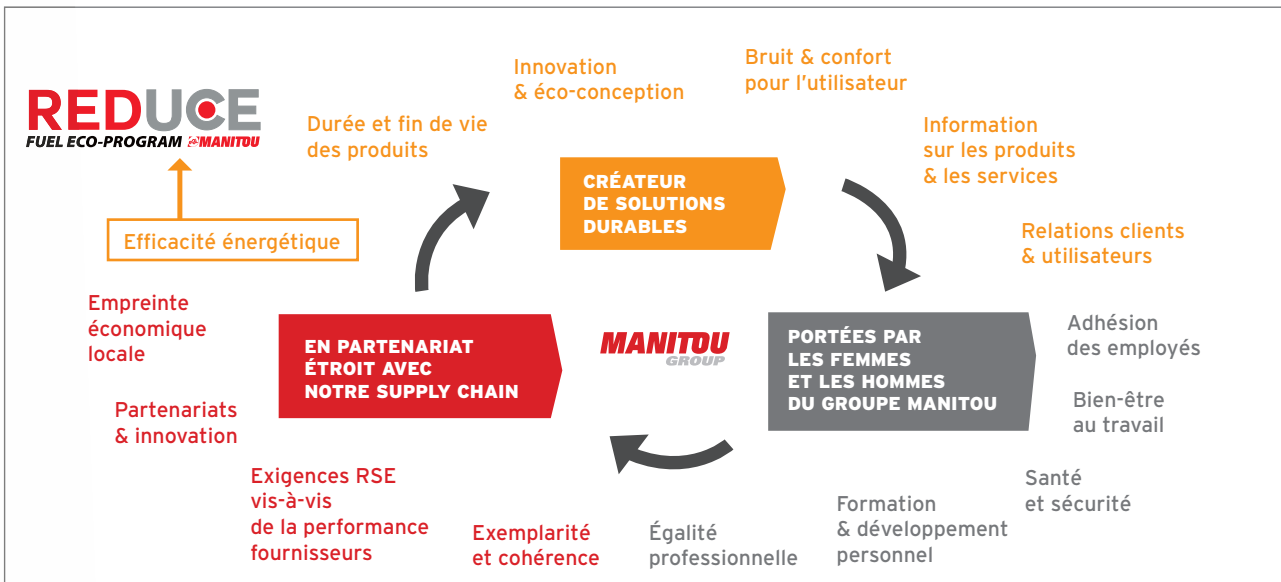 REDUCE
FUEL ECO-PROGRAM MANITOU
Efficacité énergétique
Durée et fin de vie
des produits
Innovation
& éco-conception
Bruit & confort
pour l'utilisateur
Information
sur les produits
& les services
Relations clients
& utilisateurs
CRÉATEUR
DE SOLUTIONS
DURABLES
PORTÉES PAR
LES FEMMES
ET LES HOMMES
DU GROUPE MANITOU
Adhésion
des employés
Bien-être
au travail
Santé
et sécurité
Formation
& développement
personnel
Égalité
professionnelle
MANITOU
GROUP
EN PARTENARIAT
ÉTROIT AVEC
NOTRE SUPPLY CHAIN
Exemplarité
et cohérence
Exigences RSE
vis-à-vis
de la performance
fournisseurs
Partenariats
& innovation
Empreinte
économique
locale